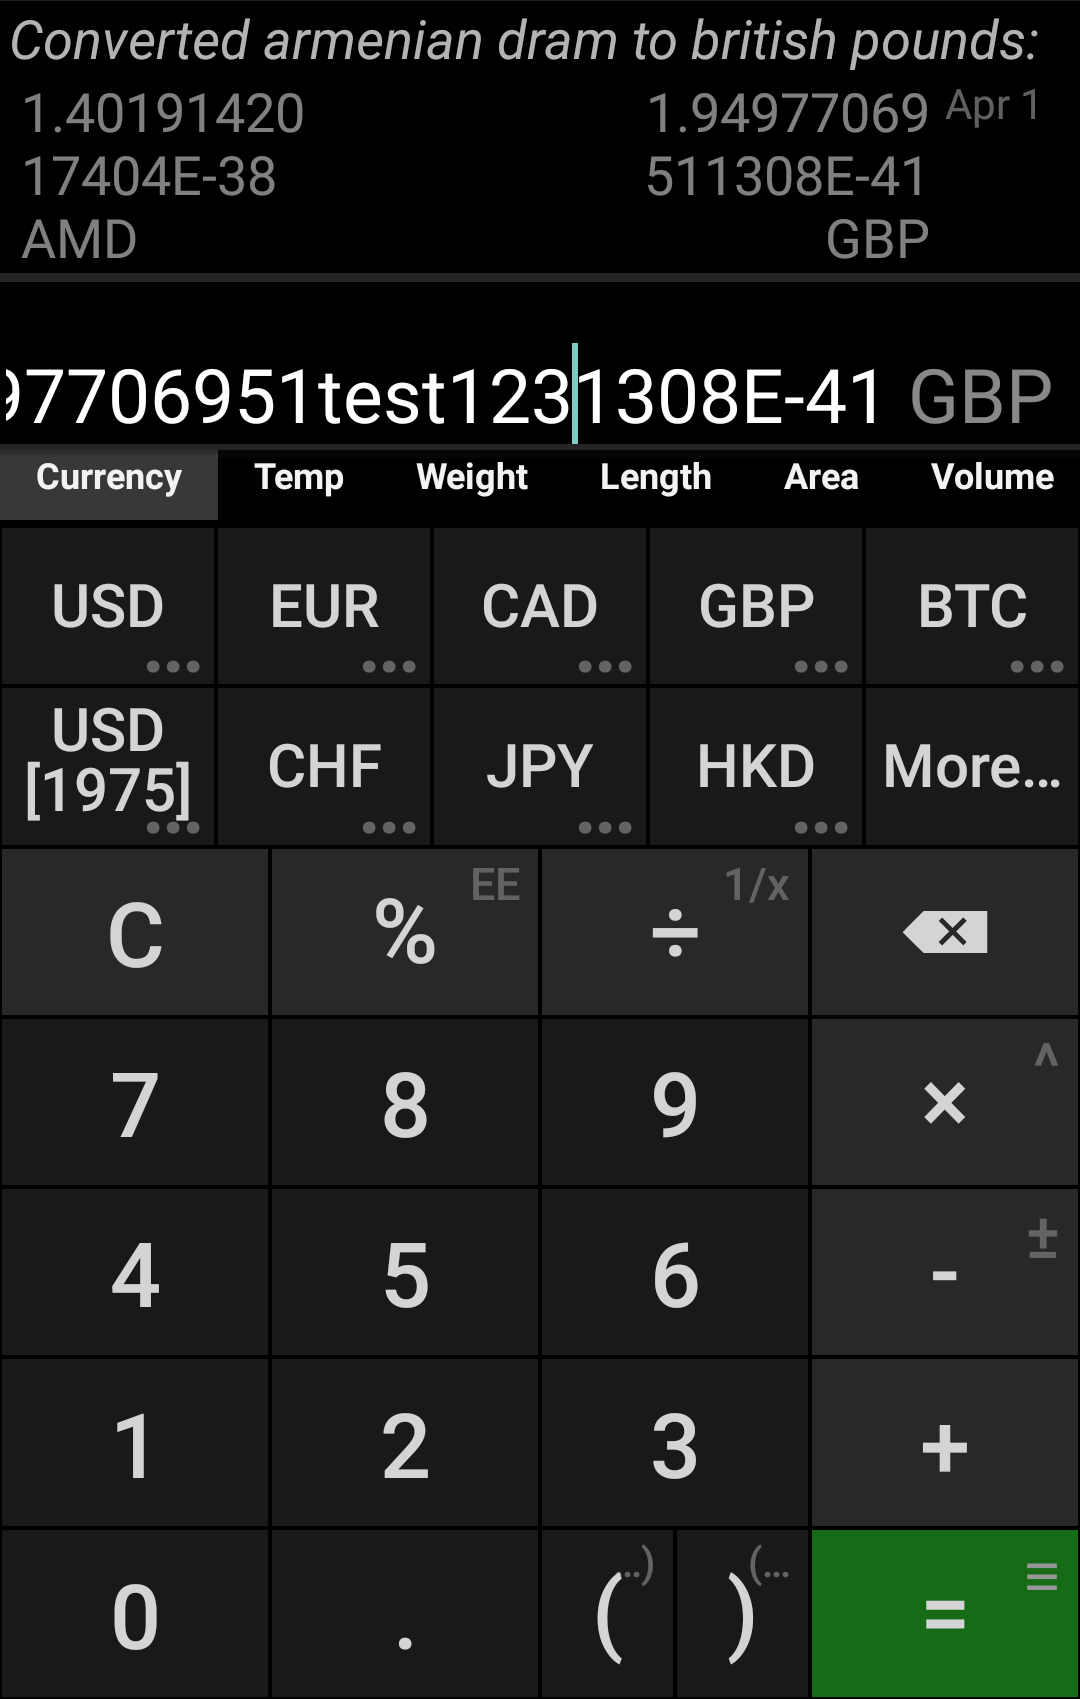 Converted armenian dram to british pounds:
1.40191420 1.94977069 Apr 1
17404E-38 511308E-41
AMD GBP
97706951test1231308E-41 GBP
Currency Temp Weight Length Area Volume
USD EUR CAD GBP BTC
USD
[1975] CHF JPY HKD More...
C % EE ÷ 1/x
7 8 9 × ^
4 5 6 - ±
1 2 3 +
0 . ( ..) ) (... = ≡